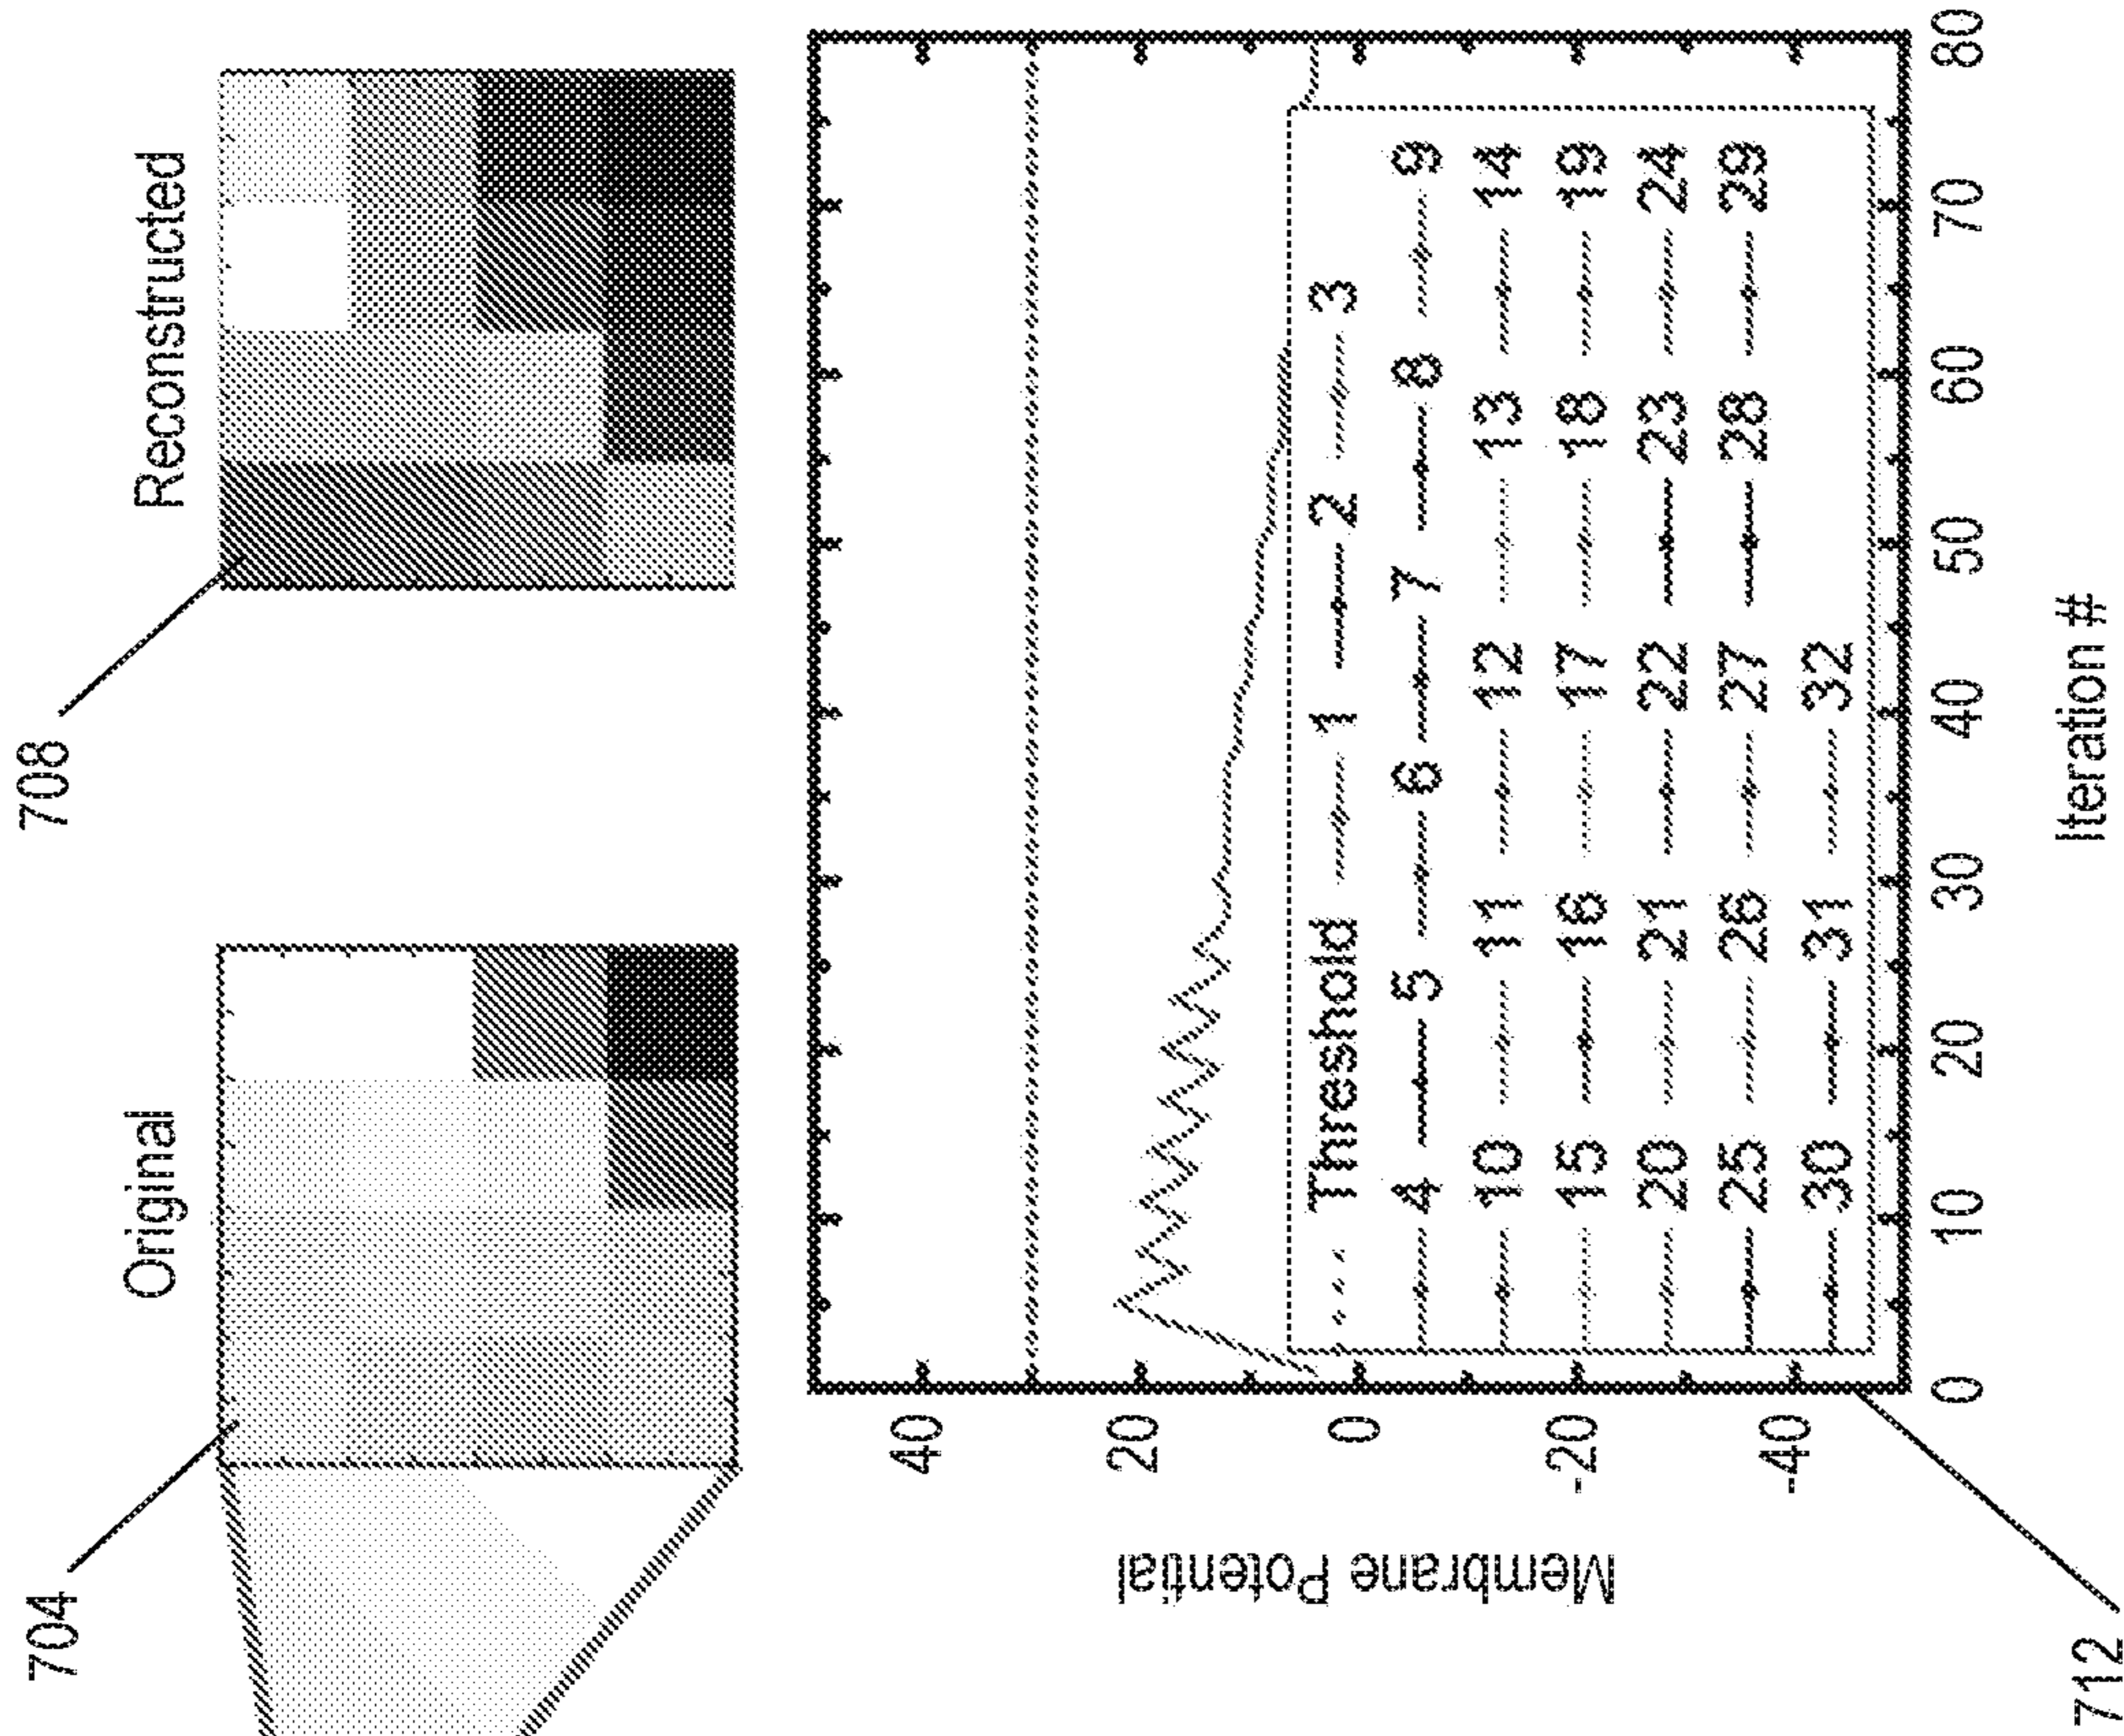 704
708
Original
Reconstructed
Membrane Potential
40
20
0
-20
-40
Threshold 1 2 3
4 5 6 7 8 9
10 11 12 13 14
15 16 17 18 19
20 21 22 23 24
25 26 27 28 29
30 31 32
0 10 20 30 40 50 60 70 80
Iteration #
712